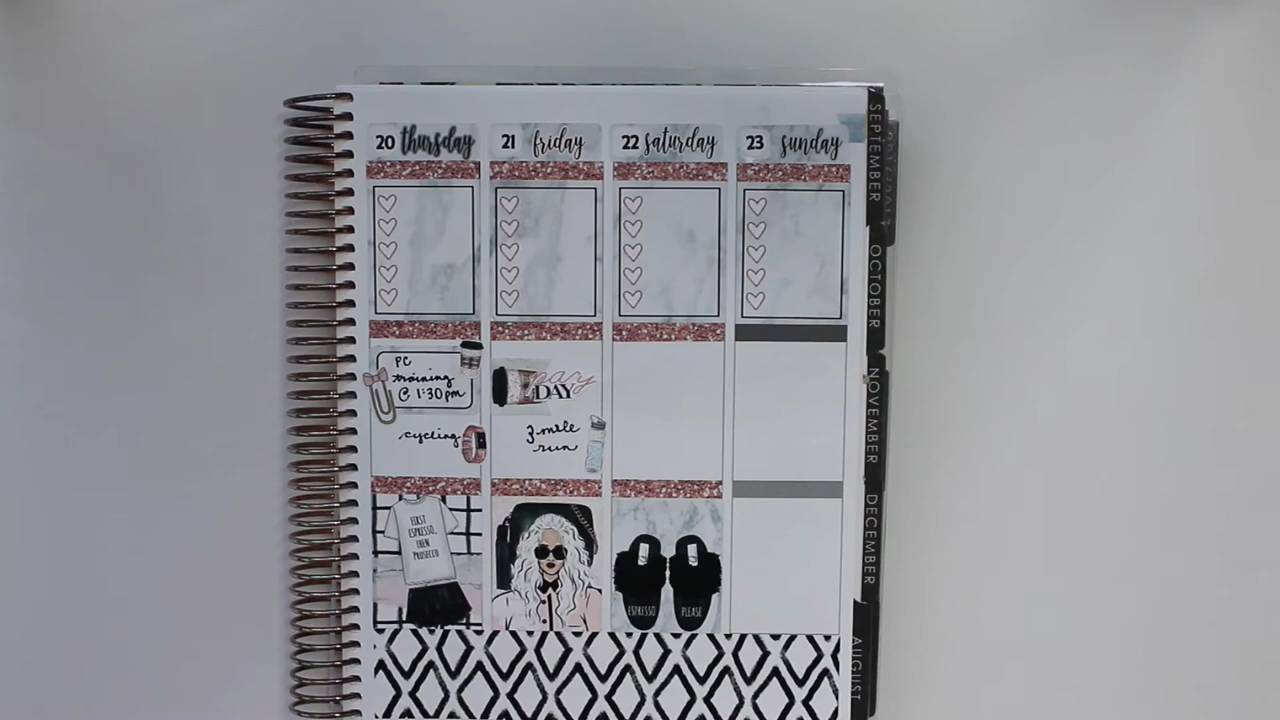 20 thursday
21 friday
22 saturday
23 sunday
PC
training
@ 1:30pm
cycling
DAY
3 mile
run
FIRST
ESPRESSO,
THEN
PROSECCO
ESPRESSO
PLEASE
SEPTEMBER
OCTOBER
NOVEMBER
DECEMBER
AUGUST